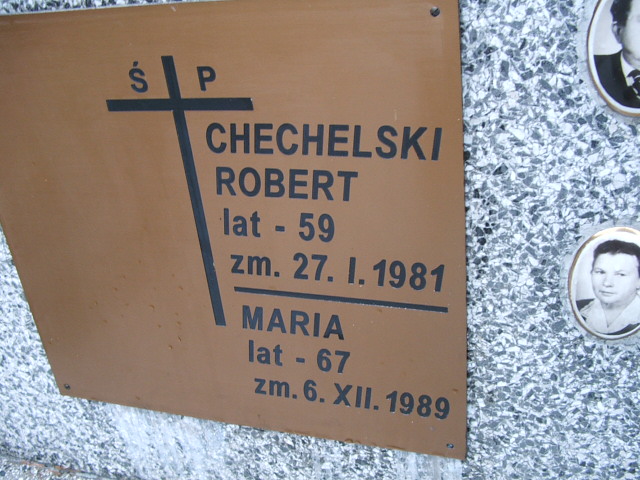 Ś P
CHECHELSKI
ROBERT
lat - 59
zm. 27. I. 1981
MARIA
lat - 67
zm. 6. XII. 1989